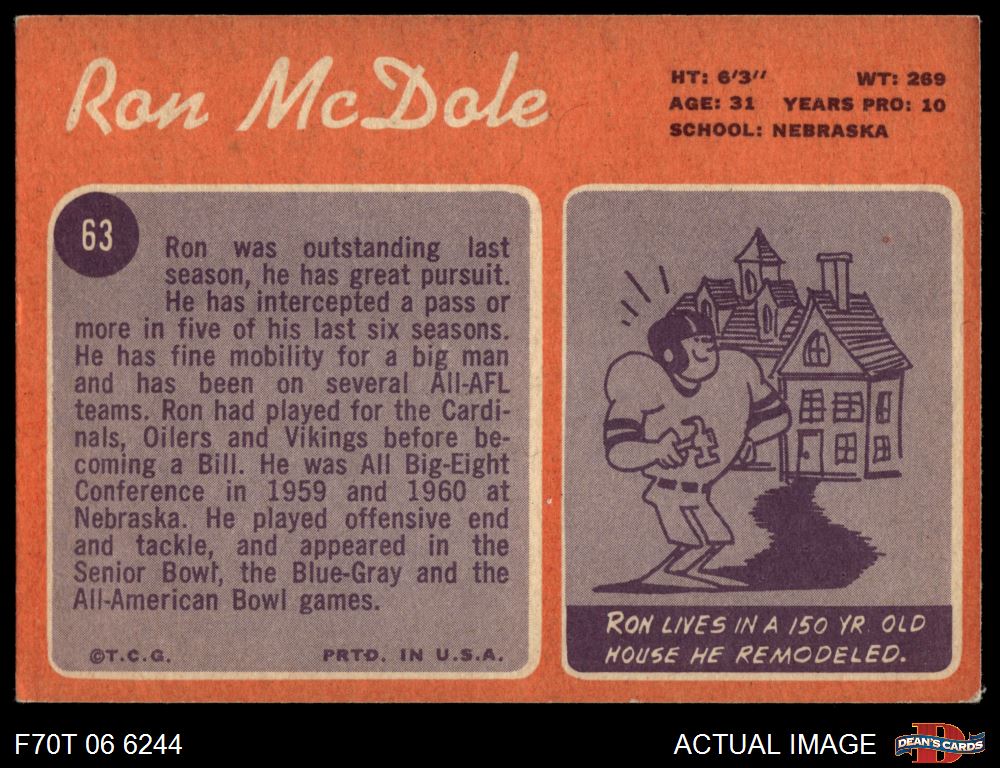 Ron McDole
HT: 6'3" WT: 269
AGE: 31 YEARS PRO: 10
SCHOOL: NEBRASKA
63
Ron was outstanding last
season, he has great pursuit.
He has intercepted a pass or
more in five of his last six seasons.
He has fine mobility for a big man
and has been on several All-AFL
teams. Ron had played for the Cardi-
nals, Oilers and Vikings before be-
coming a Bill. He was All Big-Eight
Conference in 1959 and 1960 at
Nebraska. He played offensive end
and tackle, and appeared in the
Senior Bowl, the Blue-Gray and the
All-American Bowl games.
©T.C.G. PRTD. IN U.S.A.
RON LIVES IN A 150 YR. OLD
HOUSE HE REMODELED.
F70T 06 6244
ACTUAL IMAGE
D
DEAN'S CARDS